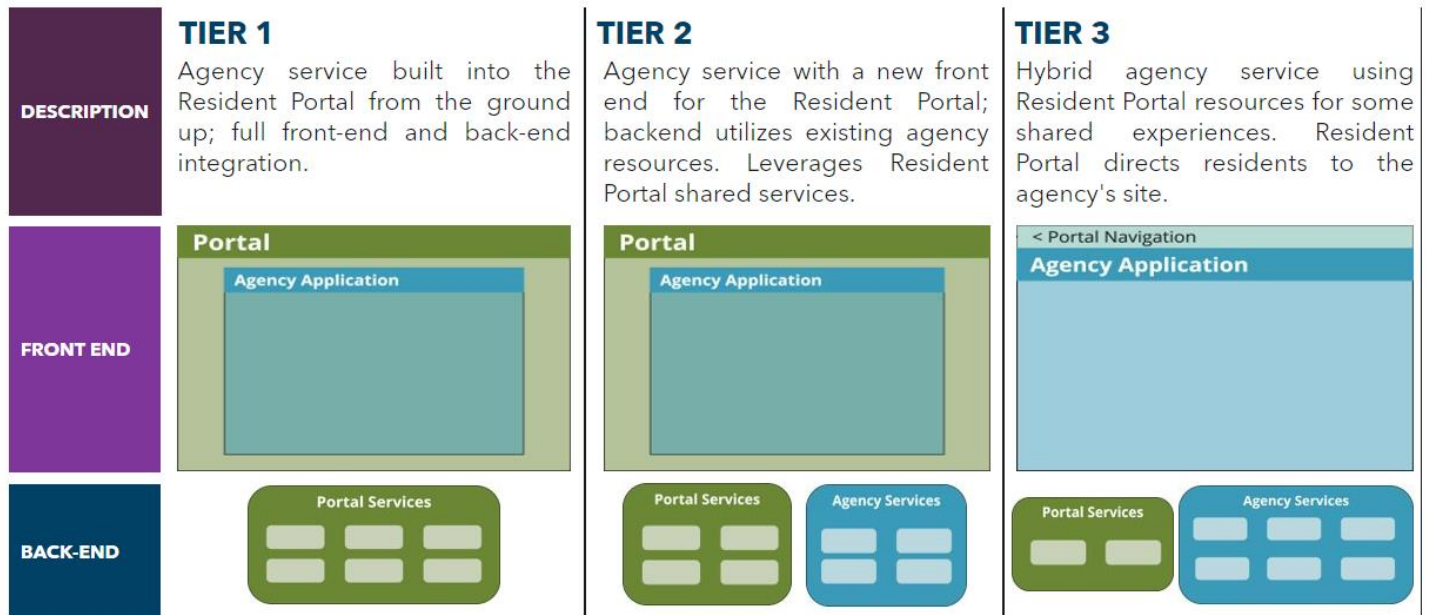 DESCRIPTION
TIER 1
Agency service built into the
Resident Portal from the ground
up; full front-end and back-end
integration.
TIER 2
Agency service with a new front
end for the Resident Portal;
backend utilizes existing agency
resources. Leverages Resident
Portal shared services.
TIER 3
Hybrid agency service using
Resident Portal resources for some
shared experiences. Resident
Portal directs residents to the
agency's site.
FRONT END
Portal
Agency Application
Portal
Agency Application
< Portal Navigation
Agency Application
BACK-END
Portal Services
Portal Services
Agency Services
Portal Services
Agency Services